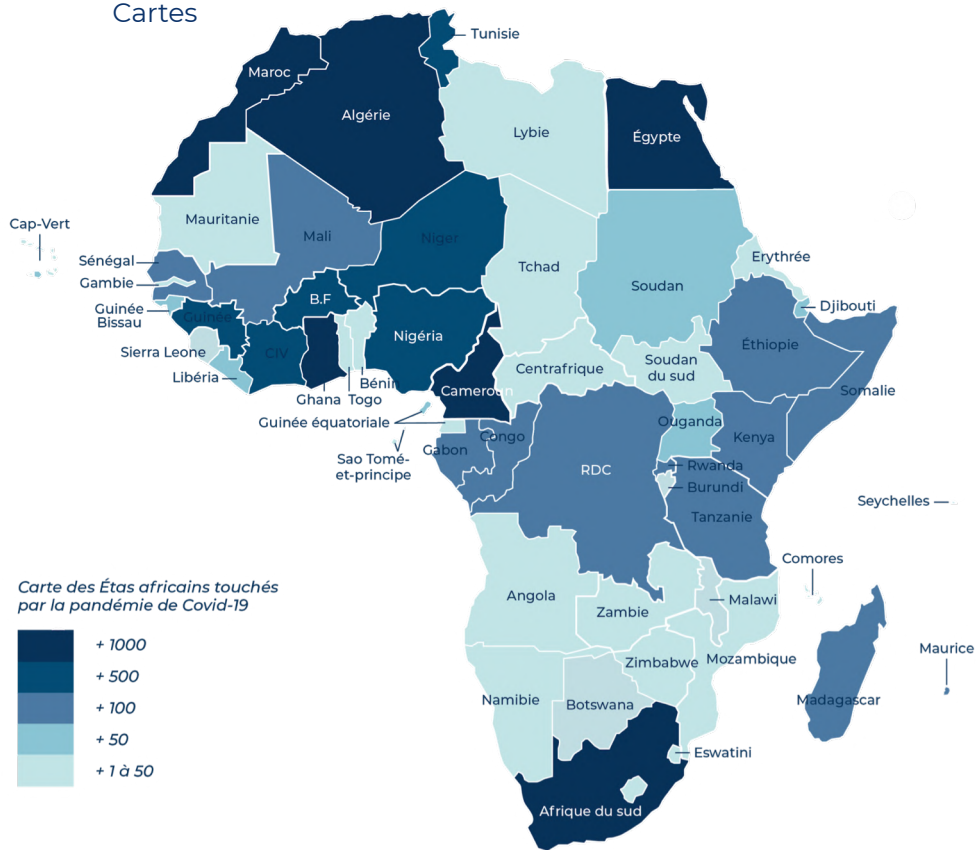 Cartes
Tunisie
Maroc
Algérie
Lybie
Égypte
Mauritanie
Mali
Niger
Tchad
Soudan
Erythrée
Cap-Vert
Sénégal
Gambie
Guinée
Bissau
Guinée
B.F
Nigéria
Djibouti
Éthiopie
Sierra Leone
CIV
Libéria
Ghana
Togo
Bénin
Cameroun
Centrafrique
Soudan
du sud
Somalie
Guinée équatoriale
Sao Tomé-
et-principe
Gabon
Congo
RDC
Ouganda
Kenya
Rwanda
Burundi
Tanzanie
Seychelles
Comores
Angola
Zambie
Malawi
Mozambique
Zimbabwe
Namibie
Botswana
Madagascar
Maurice
Eswatini
Afrique du sud
Carte des Étas africains touchés
par la pandémie de Covid-19
+ 1000
+ 500
+ 100
+ 50
+ 1 à 50